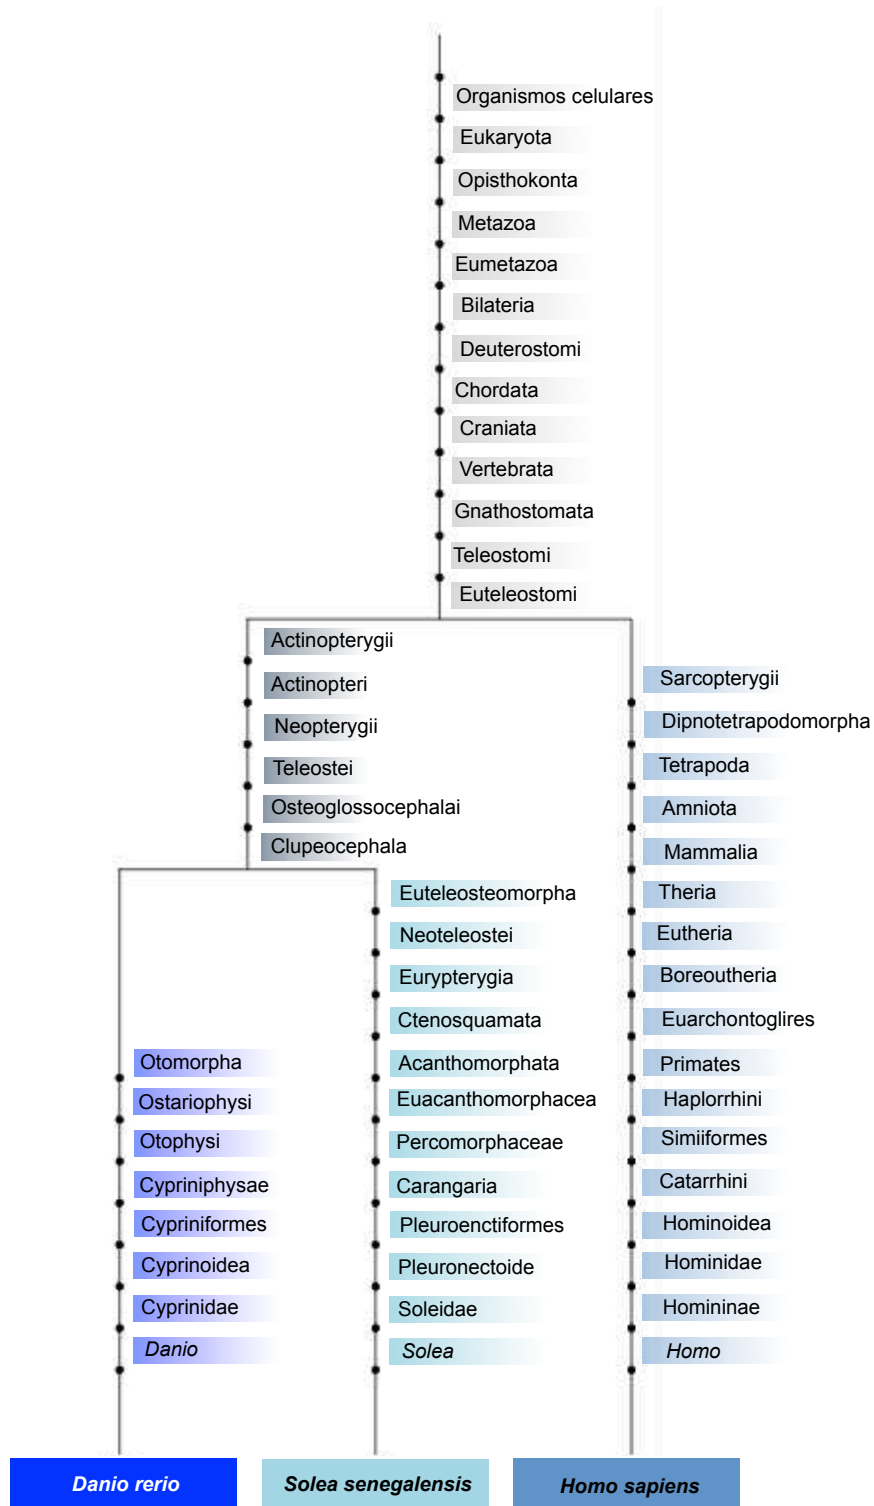 Organismos celulares
Eukaryota
Opisthokonta
Metazoa
Eumetazoa
Bilateria
Deuterostomi
Chordata
Craniata
Vertebrata
Gnathostomata
Teleostomi
Euteleostomi
Actinopterygii
Actinopteri
Neopterygii
Teleostei
Osteoglossocephalai
Clupeocephala
Otomorpha
Ostariophysi
Otophysi
Cypriniphysae
Cypriniformes
Cyprinoidea
Cyprinidae
Danio
Euteleosteomorpha
Neoteleostei
Eurypterygia
Ctenosquamata
Acanthomorphata
Euacanthomorphacea
Percomorphaceae
Carangaria
Pleuroenctiformes
Pleuronectoide
Soleidae
Solea
Sarcopterygii
Dipnotetrapodomorpha
Tetrapoda
Amniota
Mammalia
Theria
Eutheria
Boreoutheria
Euarchontoglires
Primates
Haplorrhini
Simiiformes
Catarrhini
Hominoidea
Hominidae
Homininae
Homo
Danio rerio
Solea senegalensis
Homo sapiens